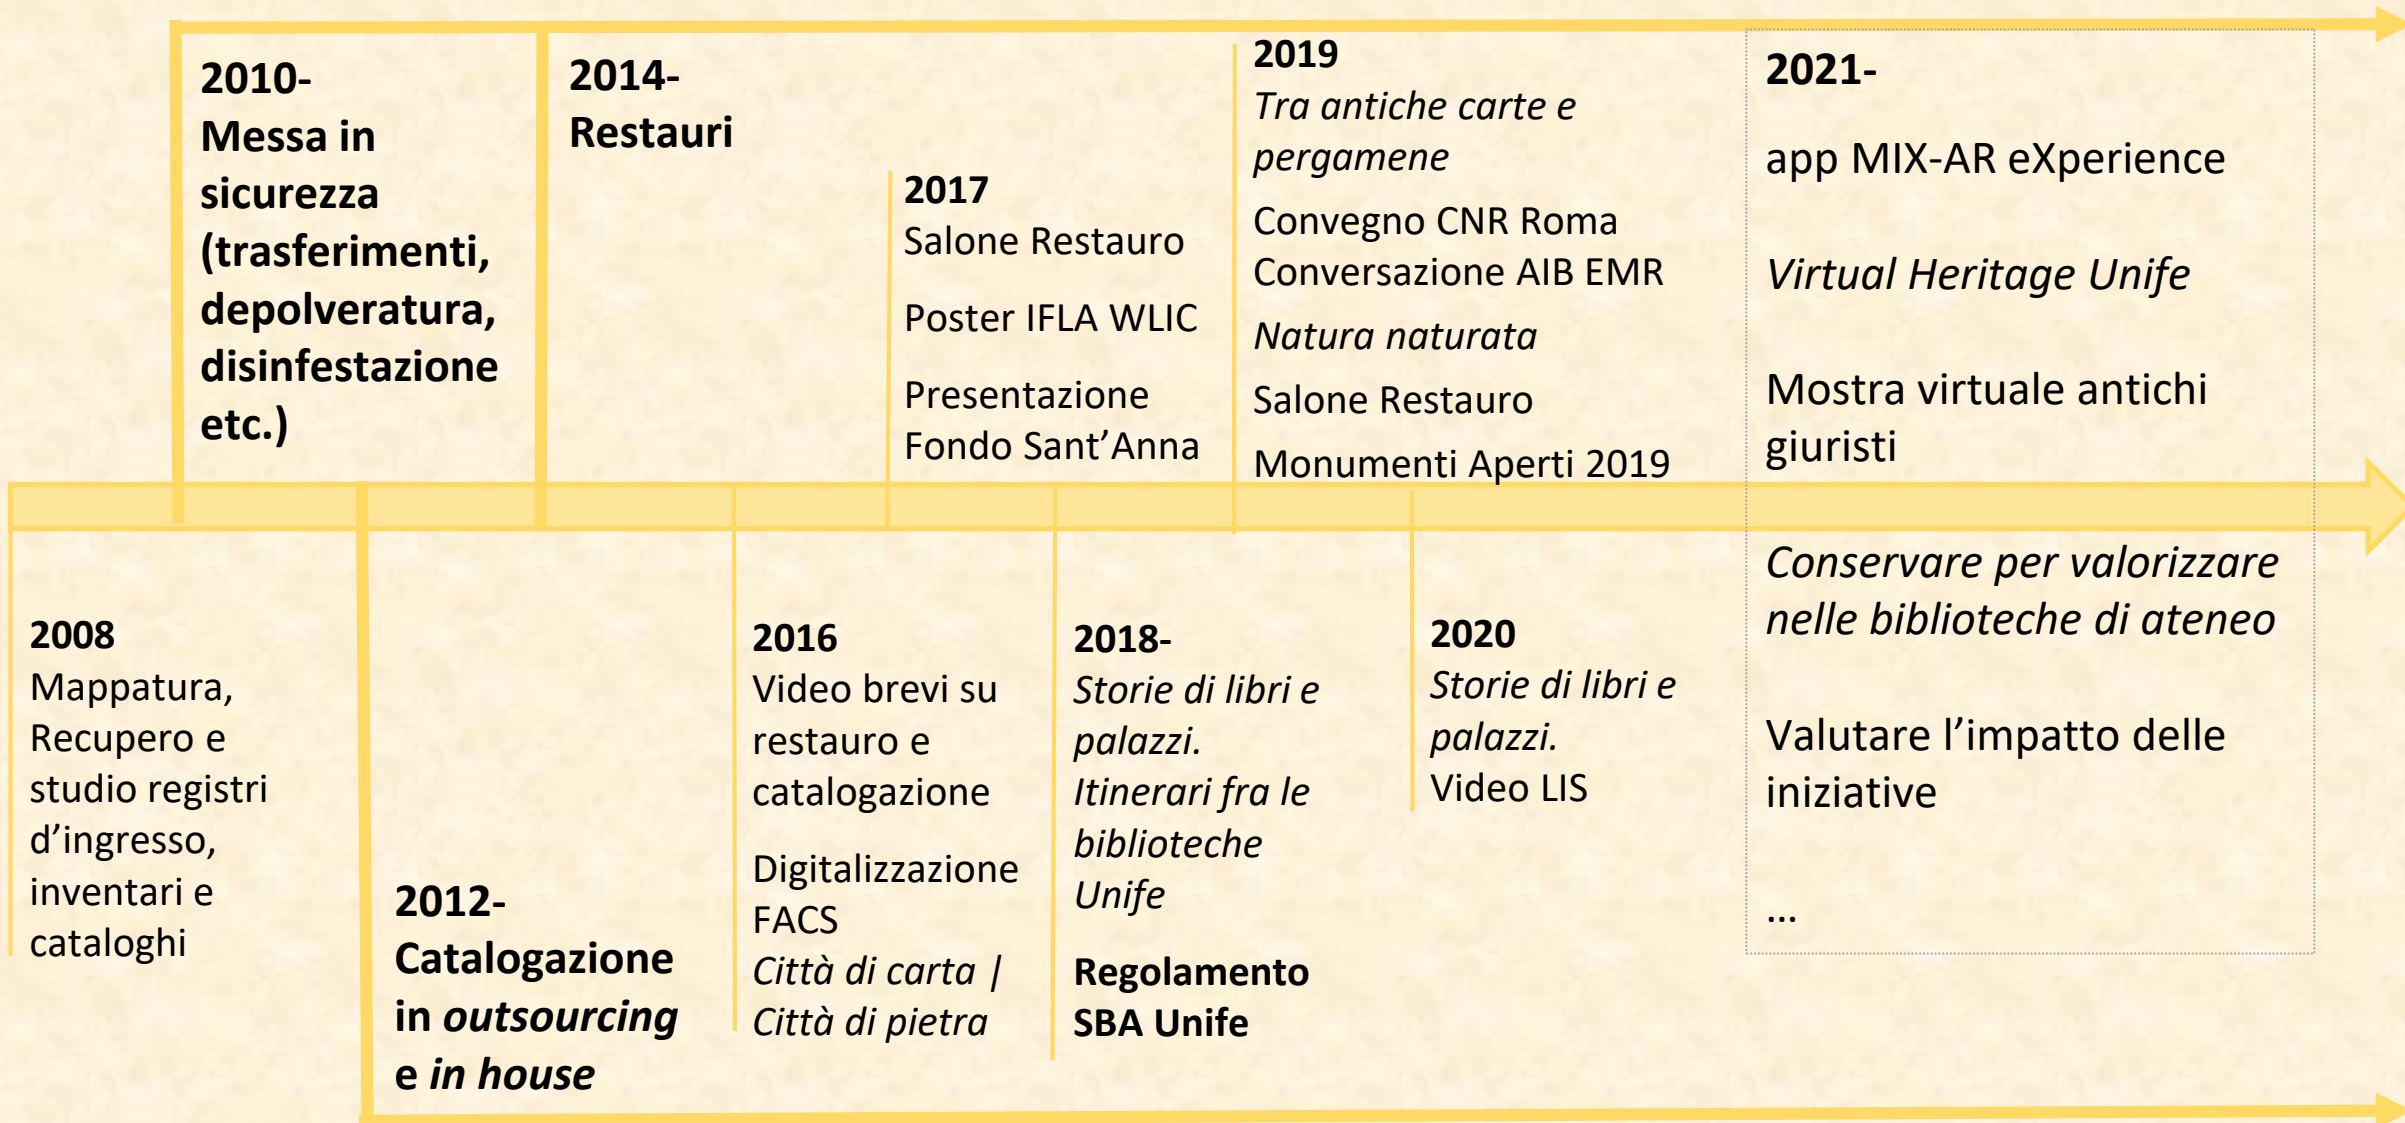 2010-
Messa in
sicurezza
(trasferimenti,
depolveratura,
disinfestazione
etc.)
2014-
Restauri
2017
Salone Restauro
Poster IFLA WLIC
Presentazione
Fondo Sant’Anna
2019
Tra antiche carte e
pergamene
Convegno CNR Roma
Conversazione AIB EMR
Natura naturata
Salone Restauro
Monumenti Aperti 2019
2021-
app MIX-AR eXperience
Virtual Heritage Unife
Mostra virtuale antichi
giuristi
Conservare per valorizzare
nelle biblioteche di ateneo
Valutare l’impatto delle
iniziative
...
2008
Mappatura,
Recupero e
studio registri
d’ingresso,
inventari e
cataloghi
2012-
Catalogazione
in outsourcing
e in house
2016
Video brevi su
restauro e
catalogazione
Digitalizzazione
FACS
Città di carta |
Città di pietra
2018-
Storie di libri e
palazzi.
Itinerari fra le
biblioteche
Unife
Regolamento
SBA Unife
2020
Storie di libri e
palazzi.
Video LIS